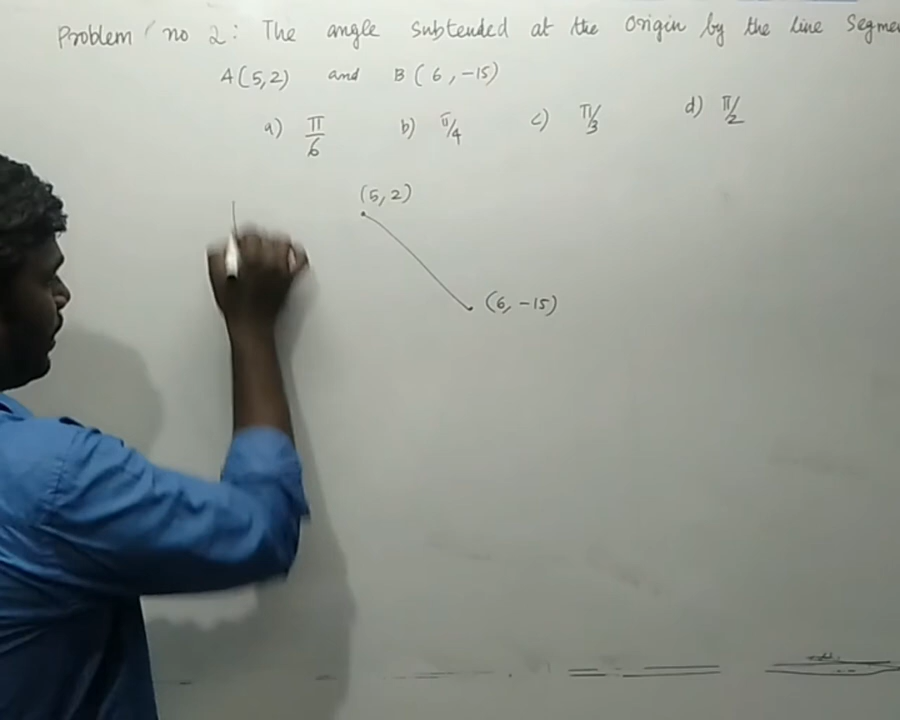 Problem no 2: The angle subtended at the Origin by the line Segme
A(5,2) and B(6,-15)
a) π/6 b) π/4 c) π/3 d) π/2
(5,2)
(6,-15)